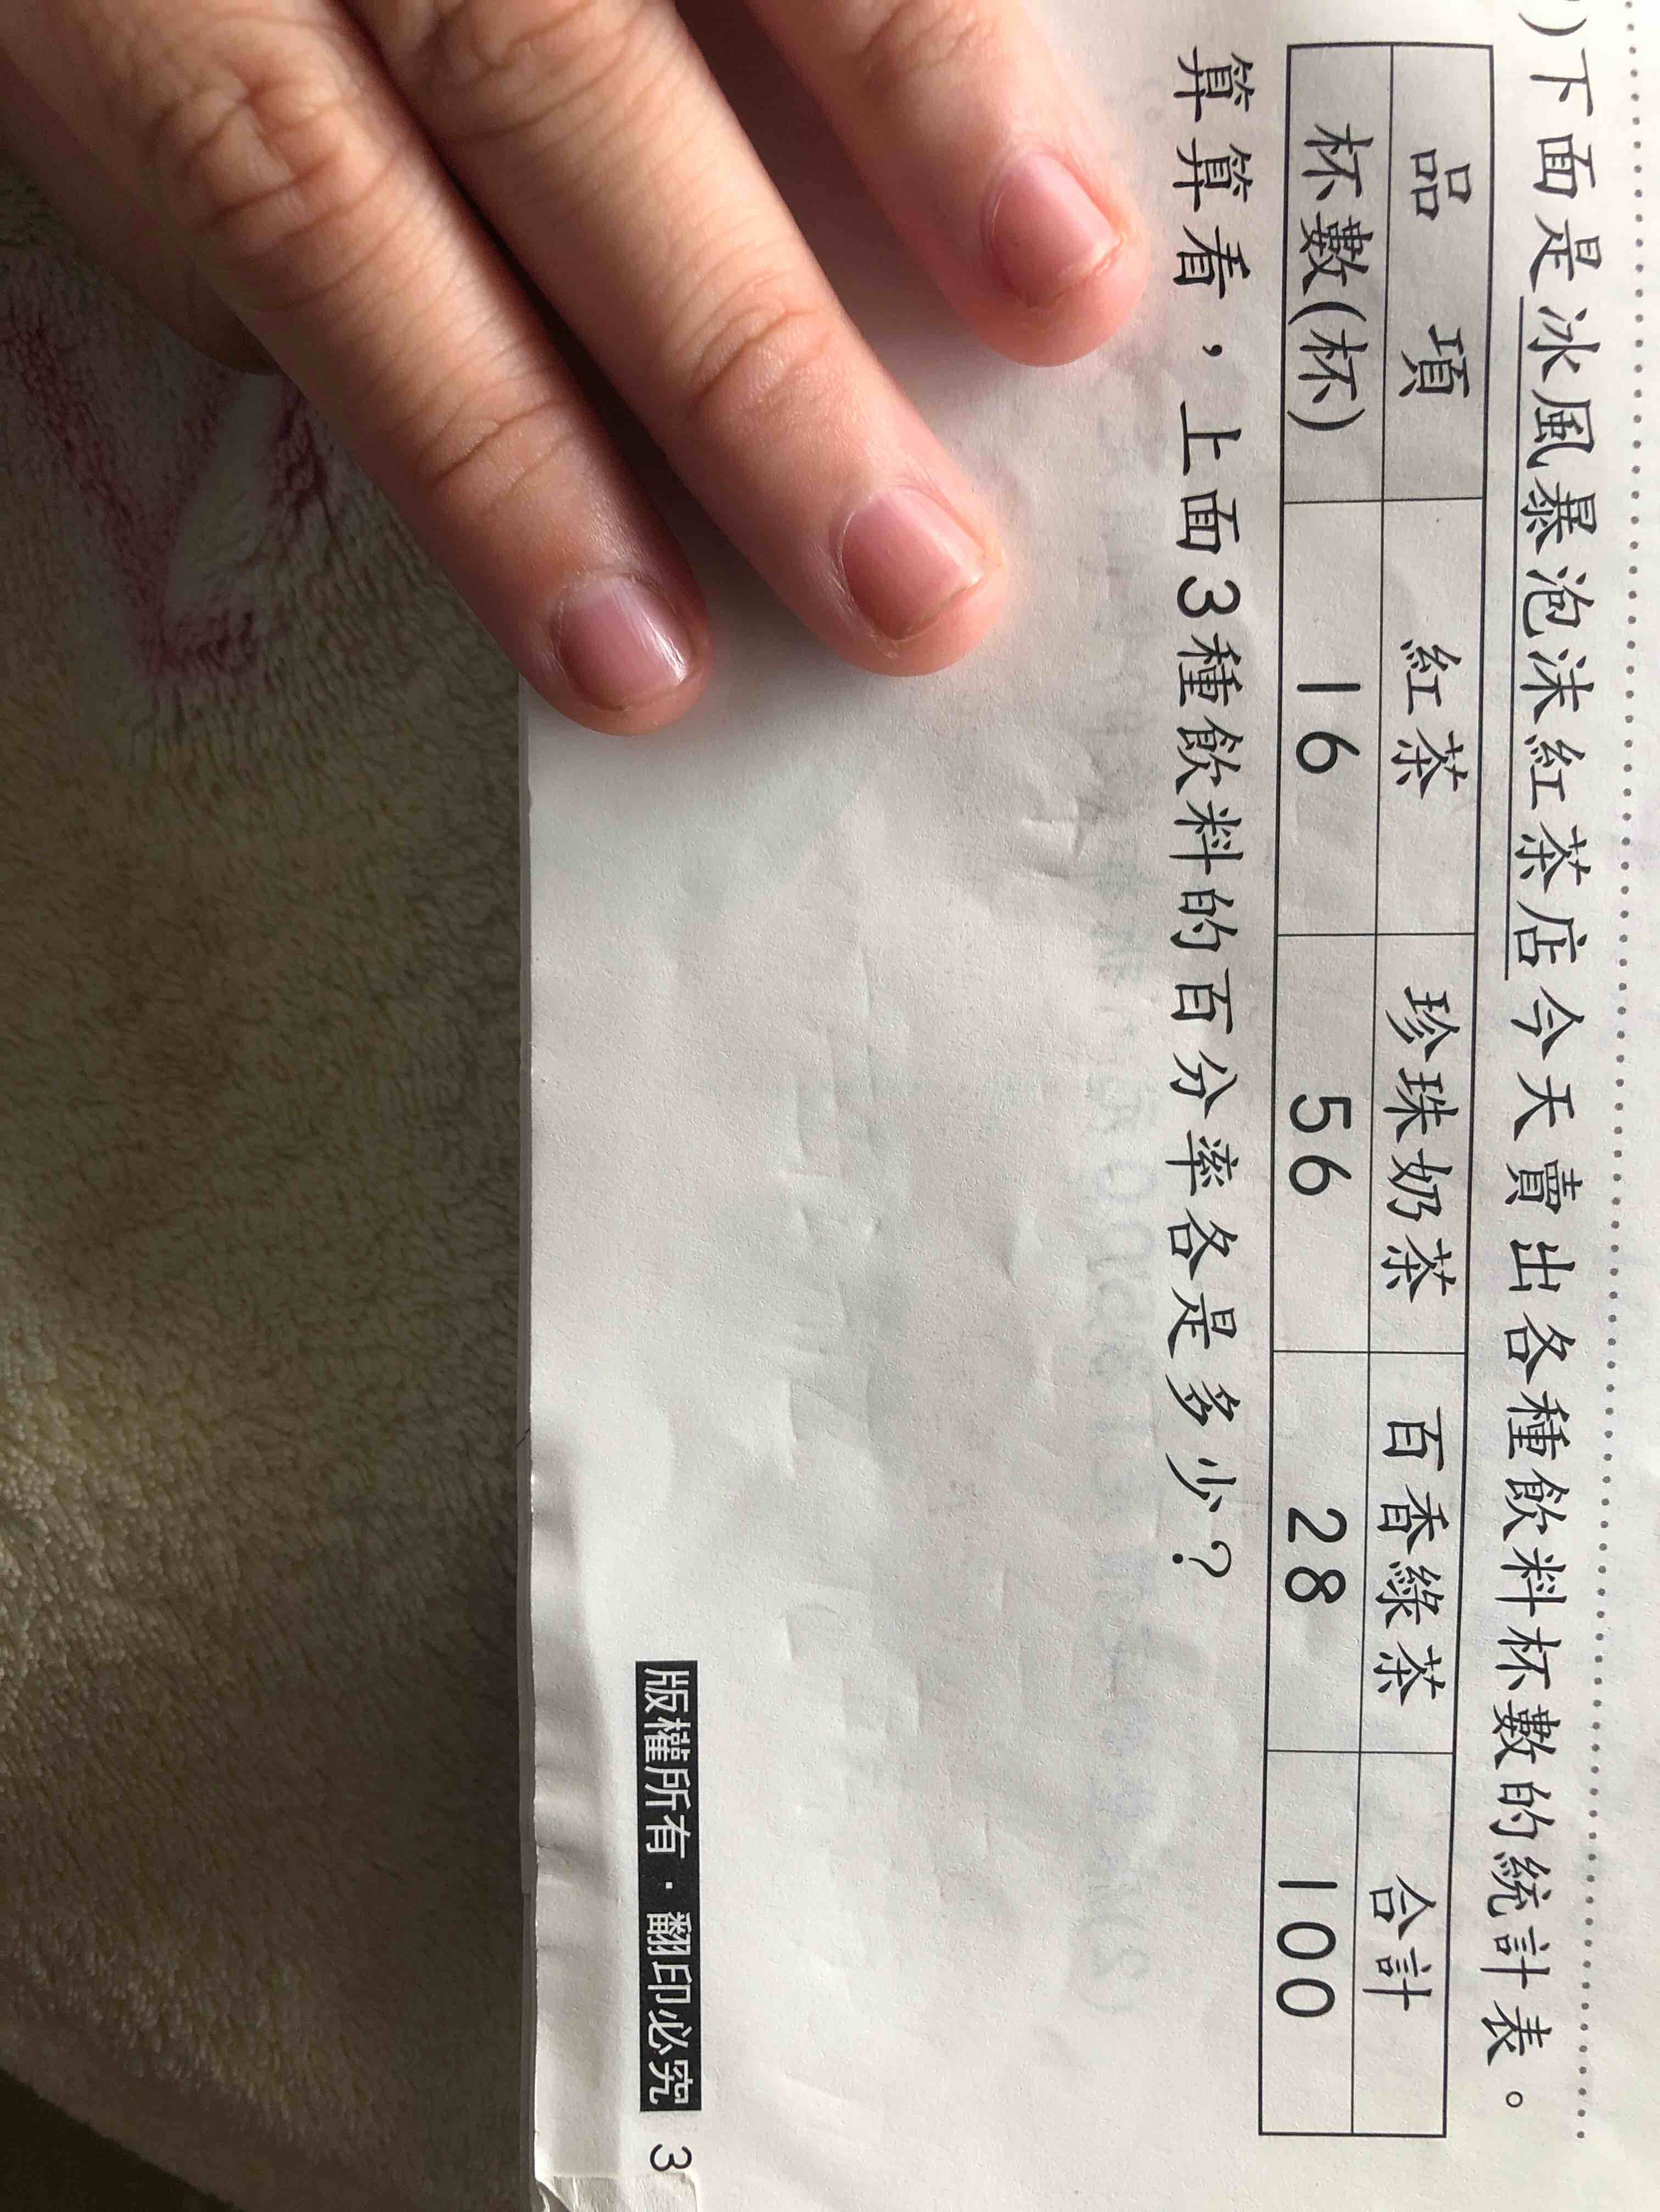 )下面是冰風暴泡沫紅茶店今天賣出各種飲料杯數的統計表。
品項 紅茶 珍珠奶茶 百香綠茶 合計
杯數(杯) 16 56 28 100
算算看，上面3種飲料的百分率各是多少？
版權所有·翻印必究 3